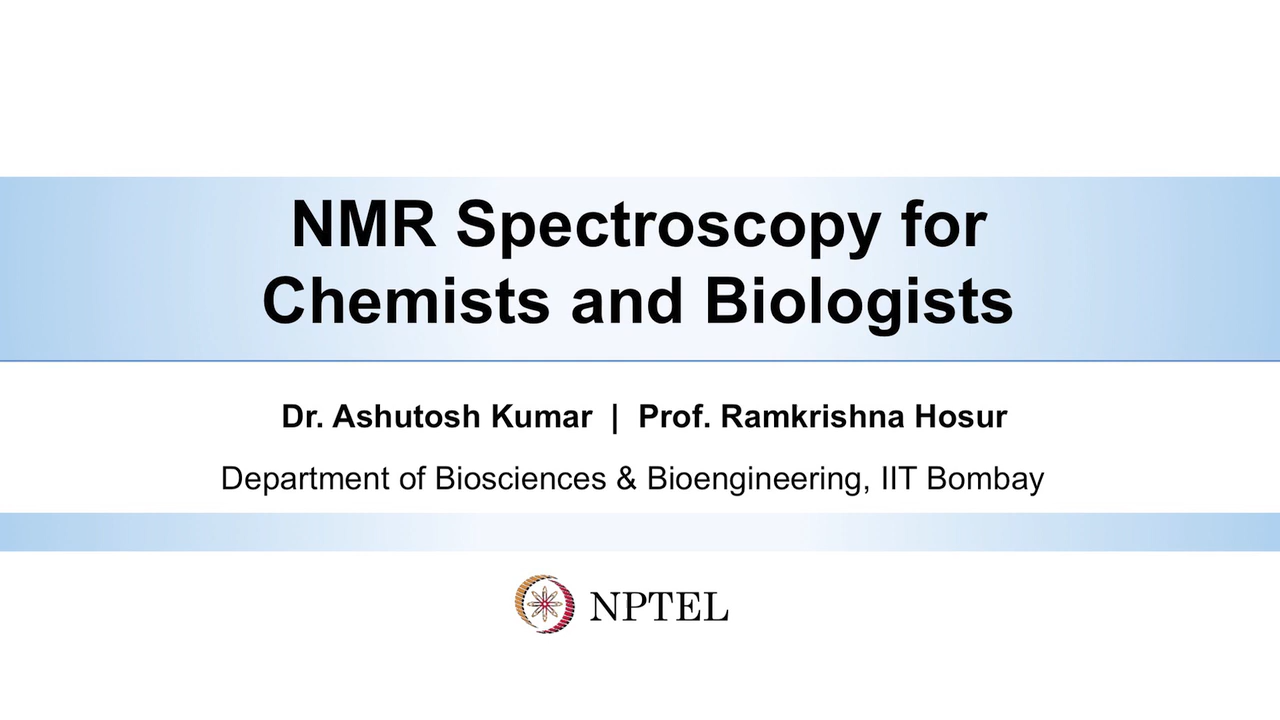 NMR Spectroscopy for
Chemists and Biologists
Dr. Ashutosh Kumar | Prof. Ramkrishna Hosur
Department of Biosciences & Bioengineering, IIT Bombay
NPTEL